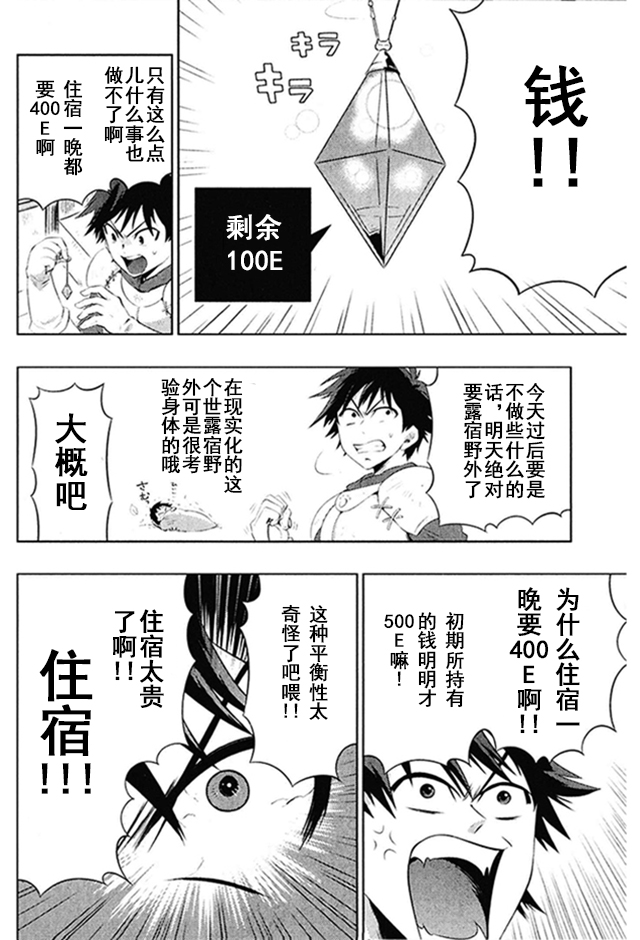 钱!!
キラ
キラ
剩余
100E
只有这么点
儿什么事也
做不了啊
住宿一晚都
要400E啊
今天过后要是
不做些什么的
话，明天绝对
要露宿野外了
在现实化的这
个世露宿野
外可是很考
验身体的哦
大概吧
为什么住宿一
晚要400E啊!!
初期所持有
的钱明明才
500E嘛!
这种平衡性太
奇怪了吧喂!!
住宿太贵
了啊!!
住宿!!!